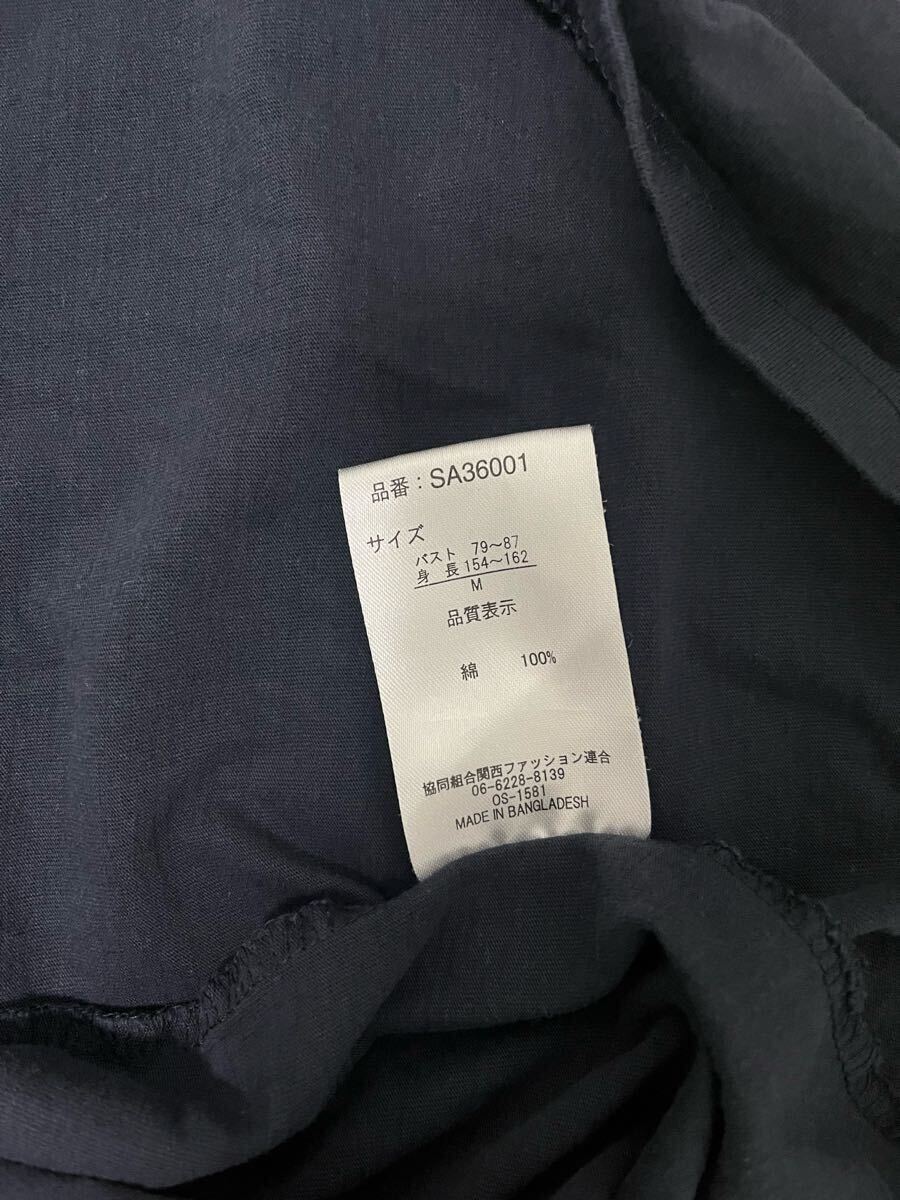 品番：SA36001
サイズ
バスト 79～87
身 長 154～162
M
品質表示
綿 100%
協同組合関西ファッション連合
06-6228-8139
OS-1581
MADE IN BANGLADESH